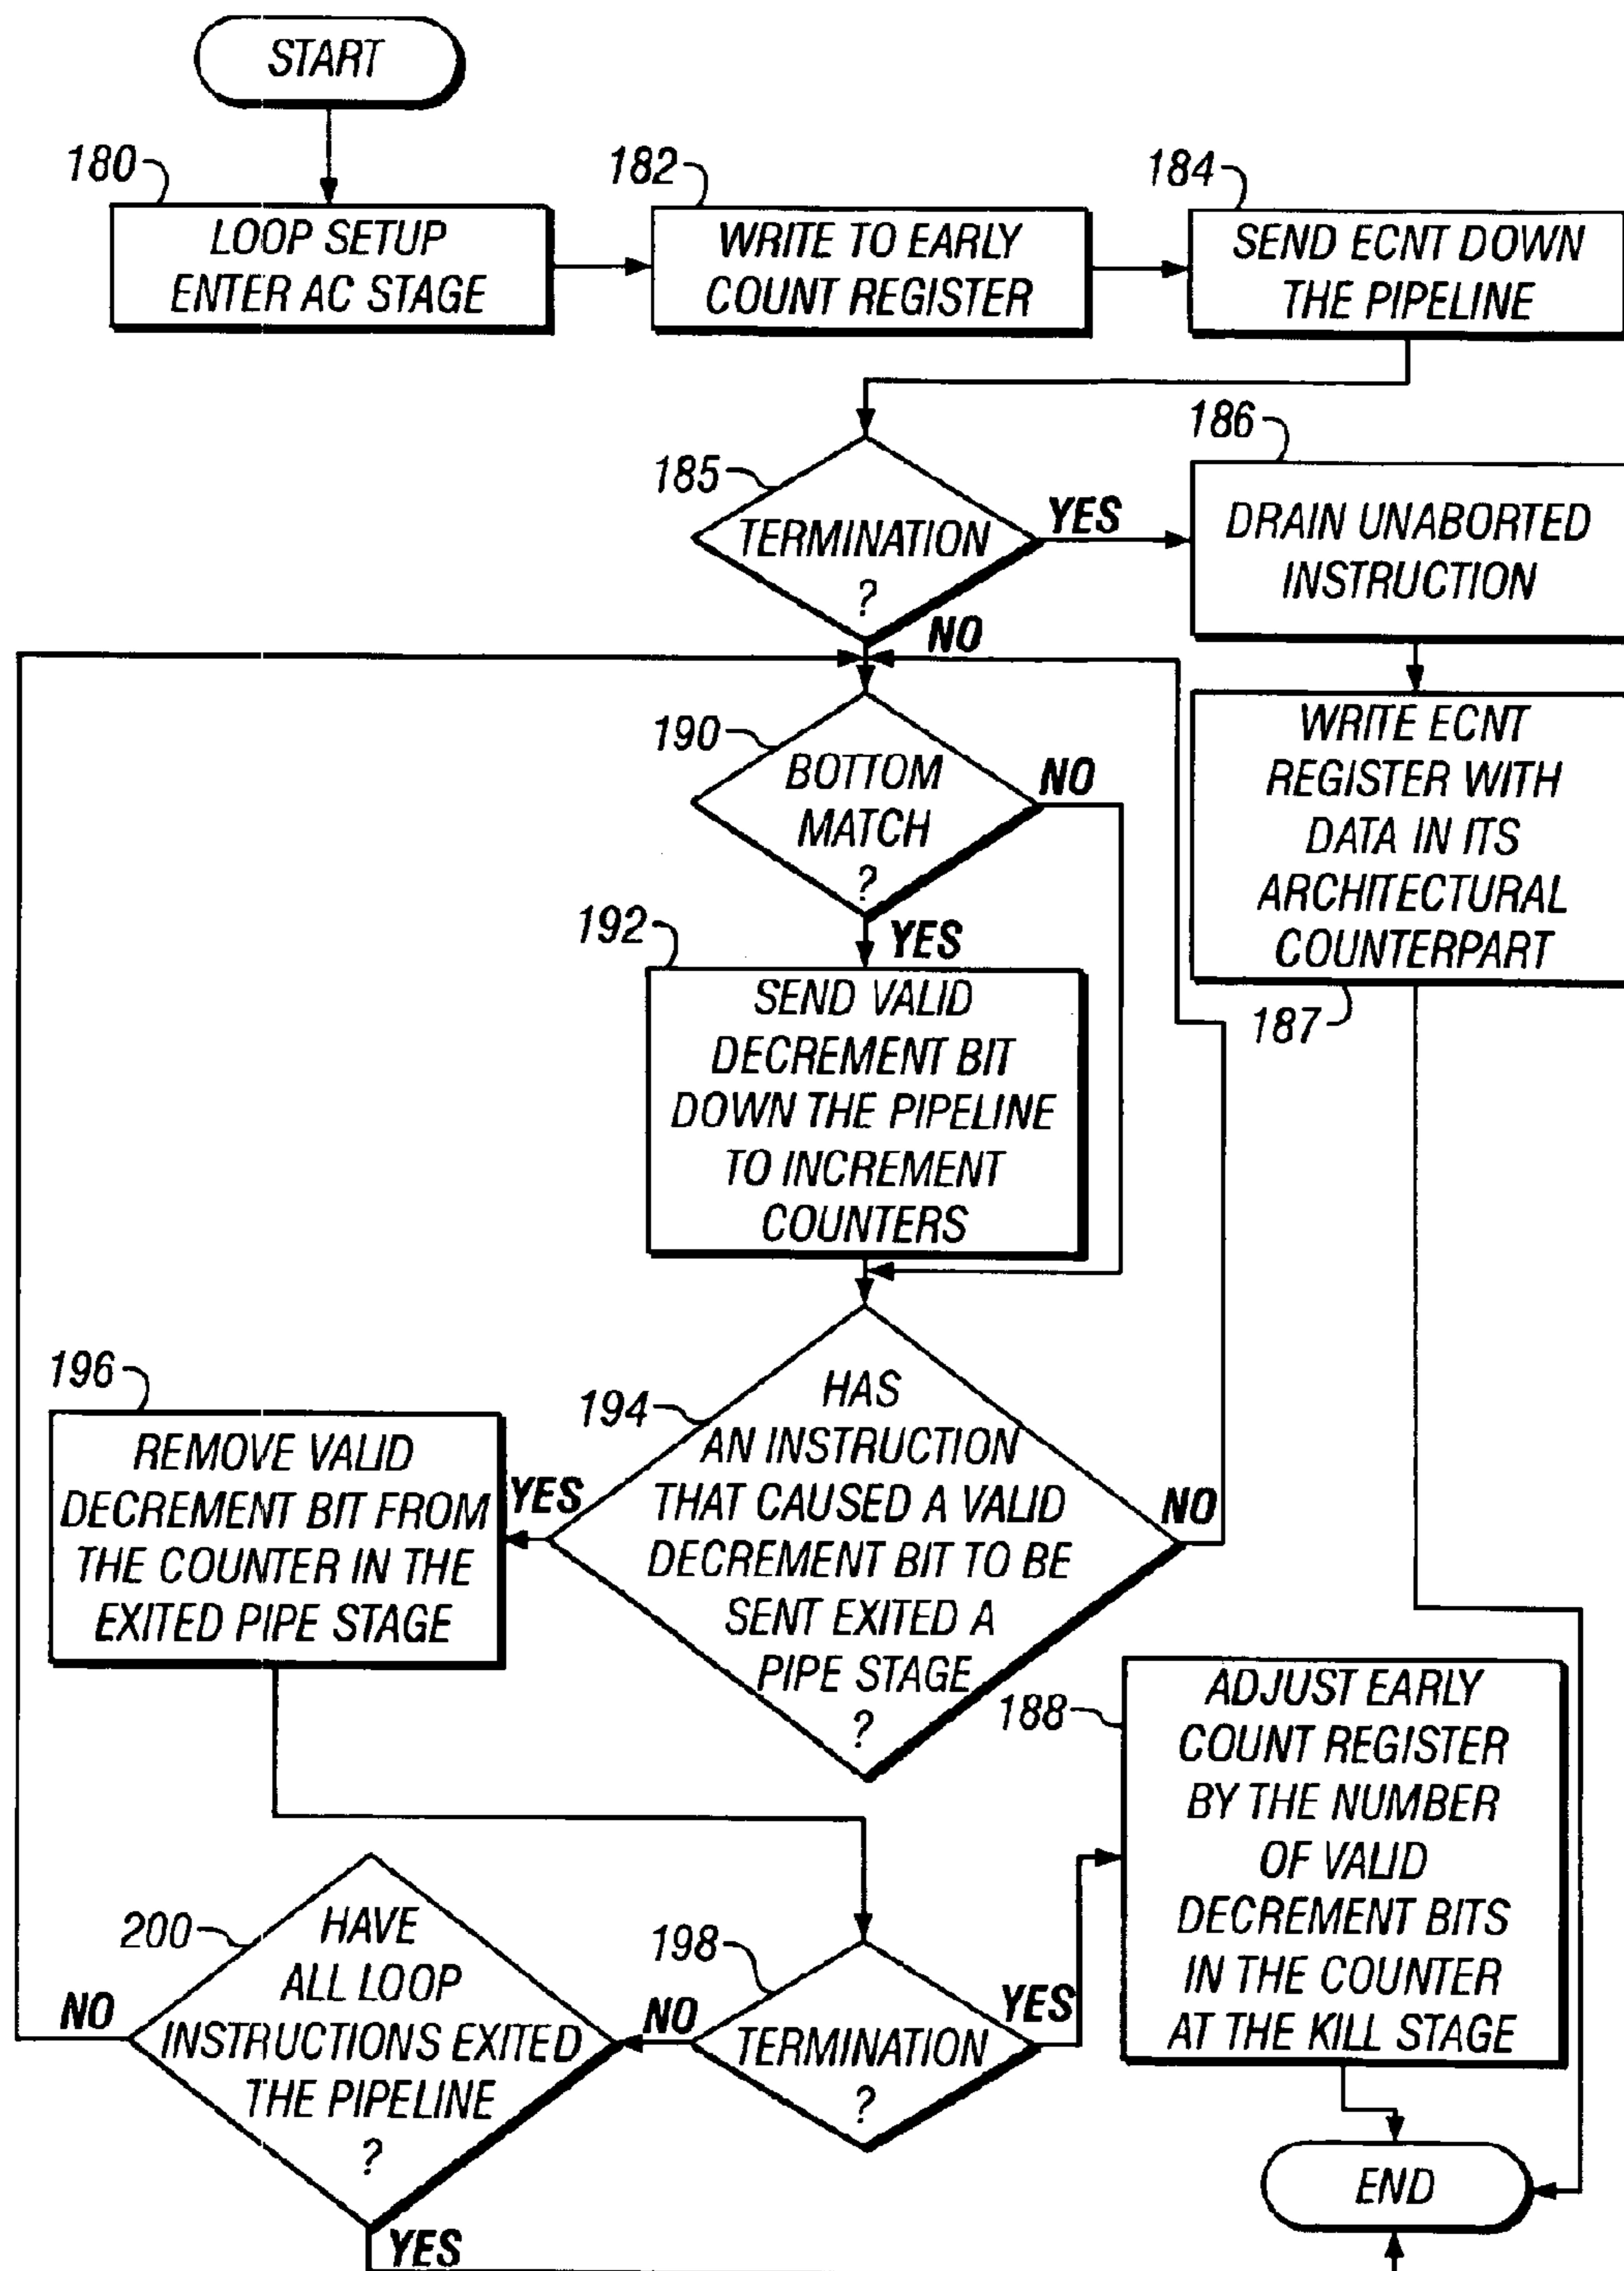 START
180
LOOP SETUP
ENTER AC STAGE
182
WRITE TO EARLY
COUNT REGISTER
184
SEND ECNT DOWN
THE PIPELINE
185
TERMINATION
?
YES
NO
186
DRAIN UNABORTED
INSTRUCTION
WRITE ECNT
REGISTER WITH
DATA IN ITS
ARCHITECTURAL
COUNTERPART
187
190
BOTTOM
MATCH
?
NO
YES
192
SEND VALID
DECREMENT BIT
DOWN THE PIPELINE
TO INCREMENT
COUNTERS
194
HAS
AN INSTRUCTION
THAT CAUSED A VALID
DECREMENT BIT TO BE
SENT EXITED A
PIPE STAGE
?
YES
NO
196
REMOVE VALID
DECREMENT BIT FROM
THE COUNTER IN THE
EXITED PIPE STAGE
198
TERMINATION
?
YES
NO
188
ADJUST EARLY
COUNT REGISTER
BY THE NUMBER
OF VALID
DECREMENT BITS
IN THE COUNTER
AT THE KILL STAGE
200
HAVE
ALL LOOP
INSTRUCTIONS EXITED
THE PIPELINE
?
NO
YES
END